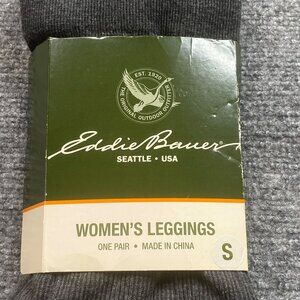 EST. 1920
THE ORIGINAL OUTDOOR OUTFITTER
Eddie Bauer
SEATTLE • USA
WOMEN'S LEGGINGS
ONE PAIR • MADE IN CHINA
S